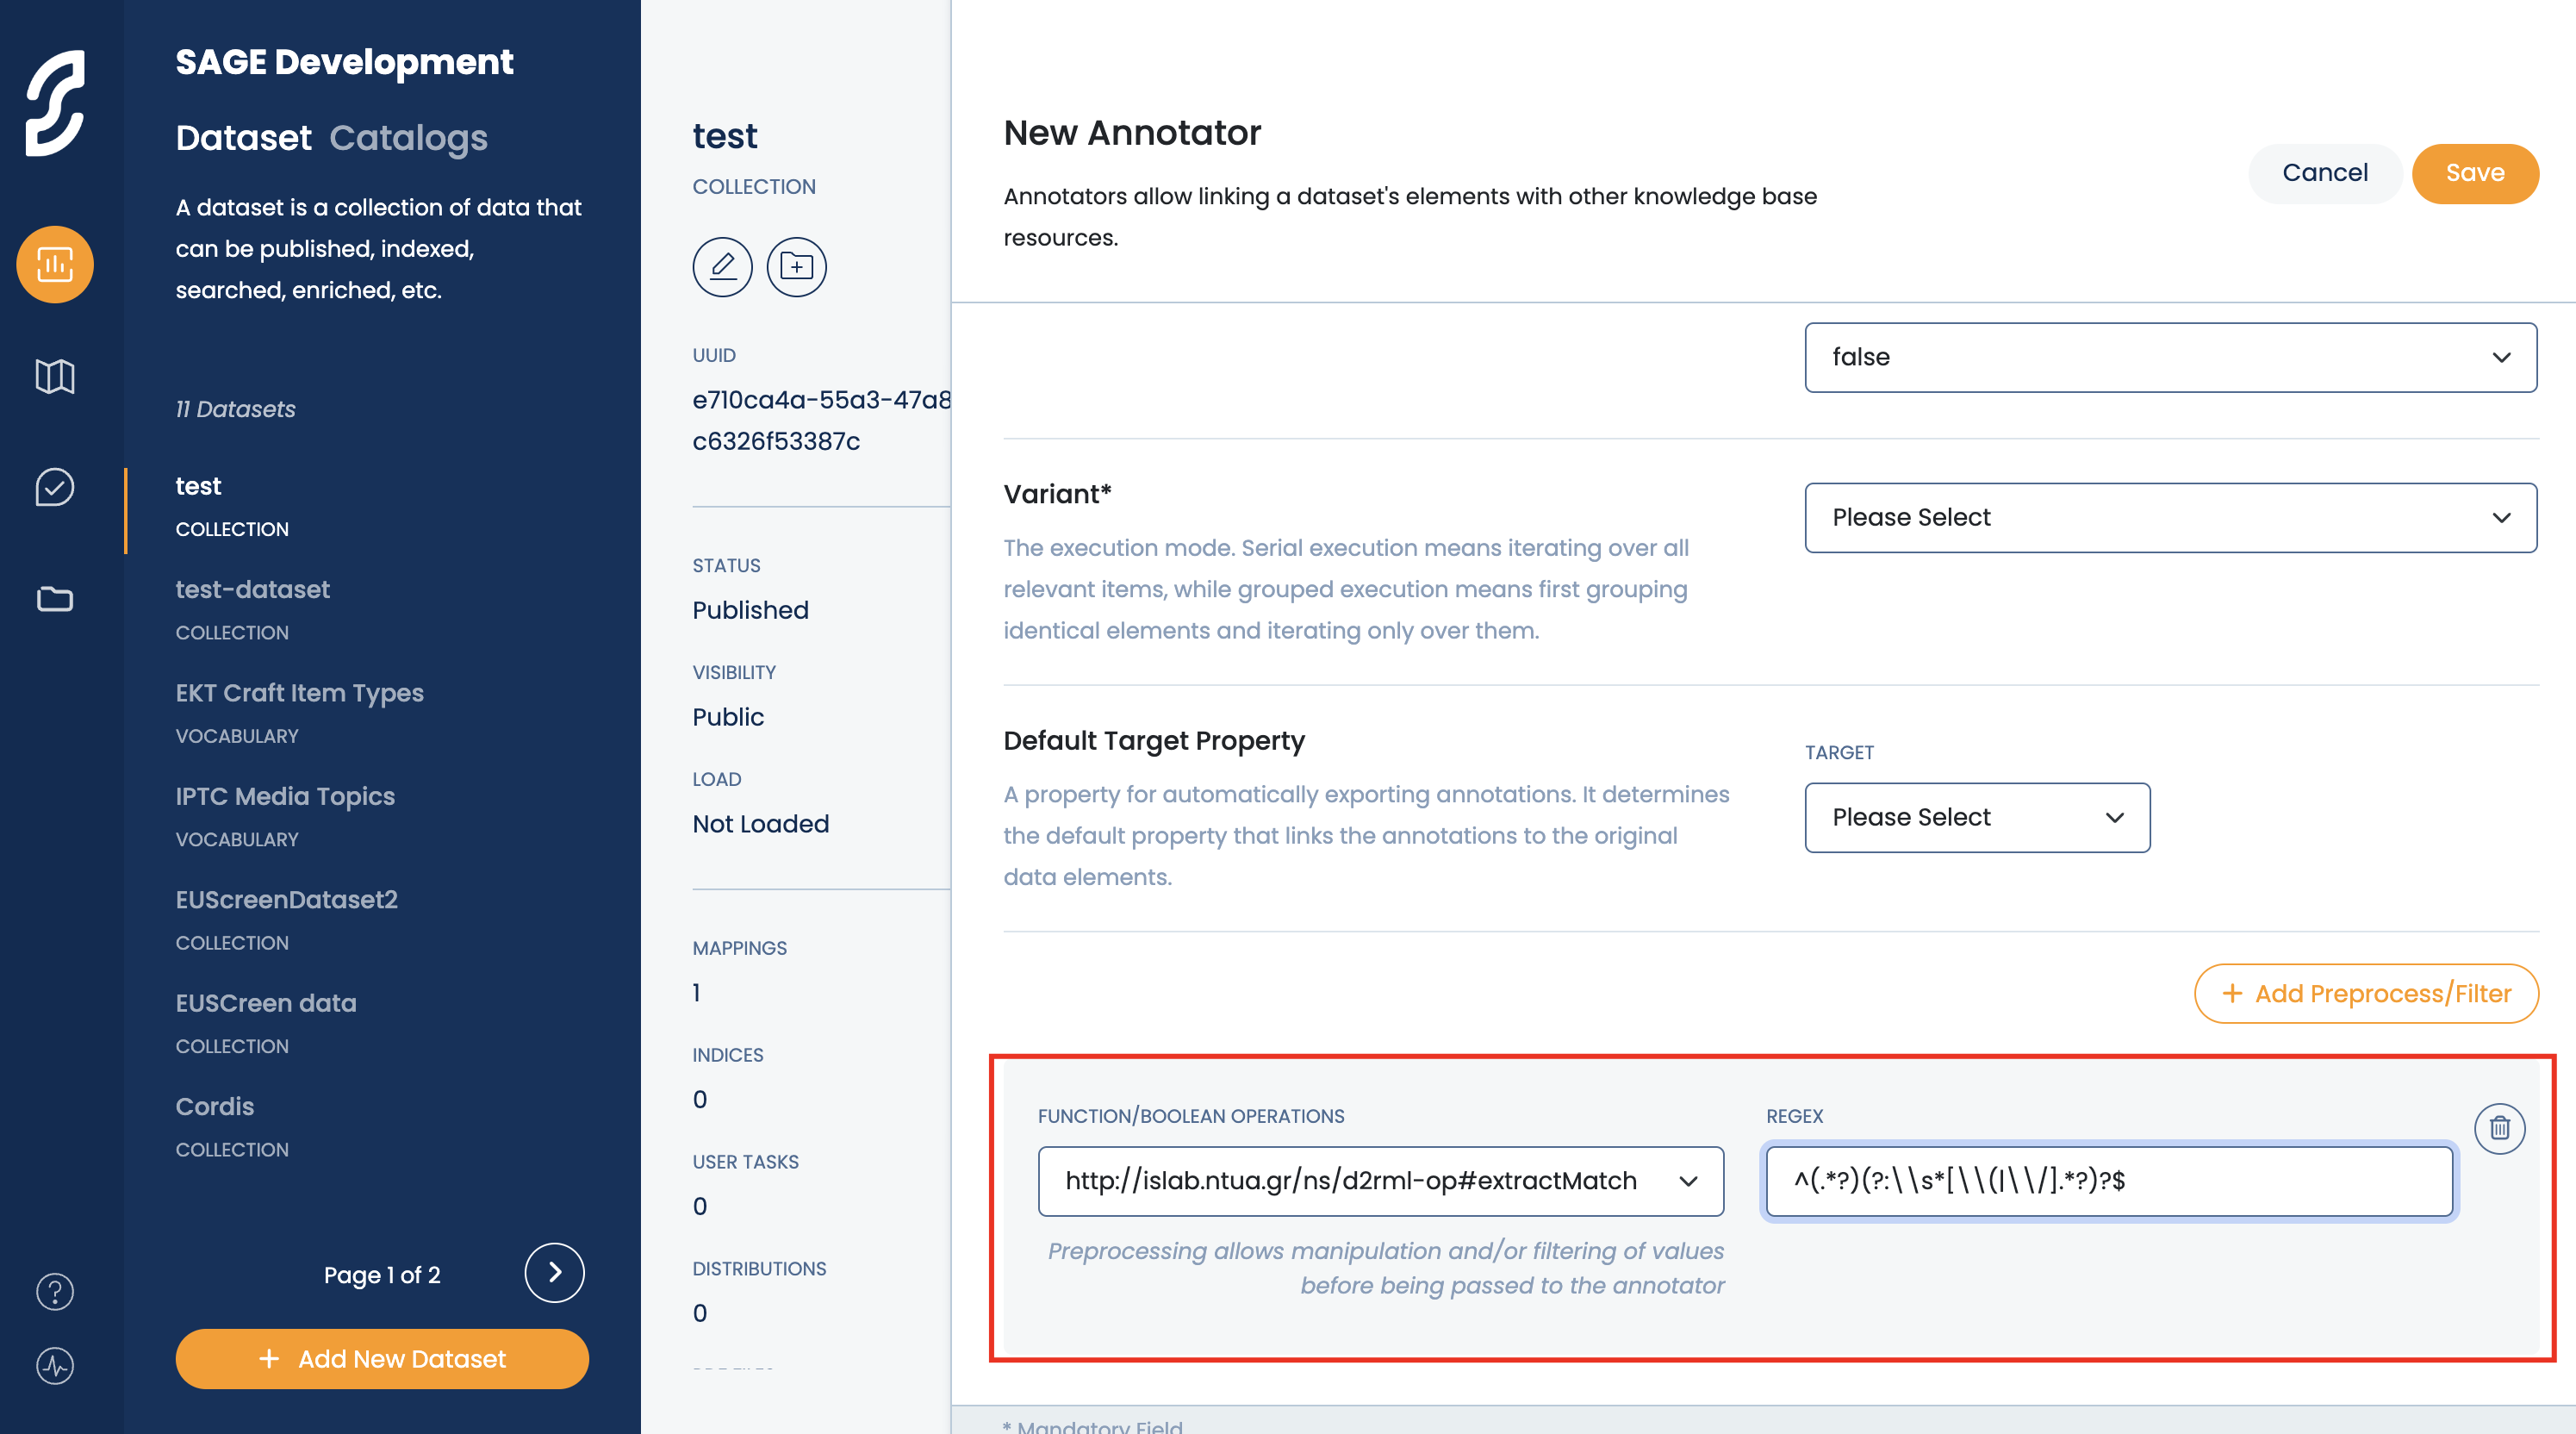 SAGE Development
Dataset Catalogs
A dataset is a collection of data that
can be published, indexed,
searched, enriched, etc.
11 Datasets
test
COLLECTION
test-dataset
COLLECTION
EKT Craft Item Types
VOCABULARY
IPTC Media Topics
VOCABULARY
EUScreenDataset2
COLLECTION
EUSCreen data
COLLECTION
Cordis
COLLECTION
Page 1 of 2
+ Add New Dataset
test
COLLECTION
UUID
e710ca4a-55a3-47a8
c6326f53387c
STATUS
Published
VISIBILITY
Public
LOAD
Not Loaded
MAPPINGS
1
INDICES
0
USER TASKS
0
DISTRIBUTIONS
0
New Annotator
Annotators allow linking a dataset's elements with other knowledge base
resources.
Cancel
Save
false
Variant*
The execution mode. Serial execution means iterating over all
relevant items, while grouped execution means first grouping
identical elements and iterating only over them.
Please Select
Default Target Property
A property for automatically exporting annotations. It determines
the default property that links the annotations to the original
data elements.
TARGET
Please Select
+ Add Preprocess/Filter
FUNCTION/BOOLEAN OPERATIONS
http://islab.ntua.gr/ns/d2rml-op#extractMatch
Preprocessing allows manipulation and/or filtering of values
before being passed to the annotator
REGEX
^(.*?)(?:\\s*[\\(|\\/].*?)?$
* Mandatory Field